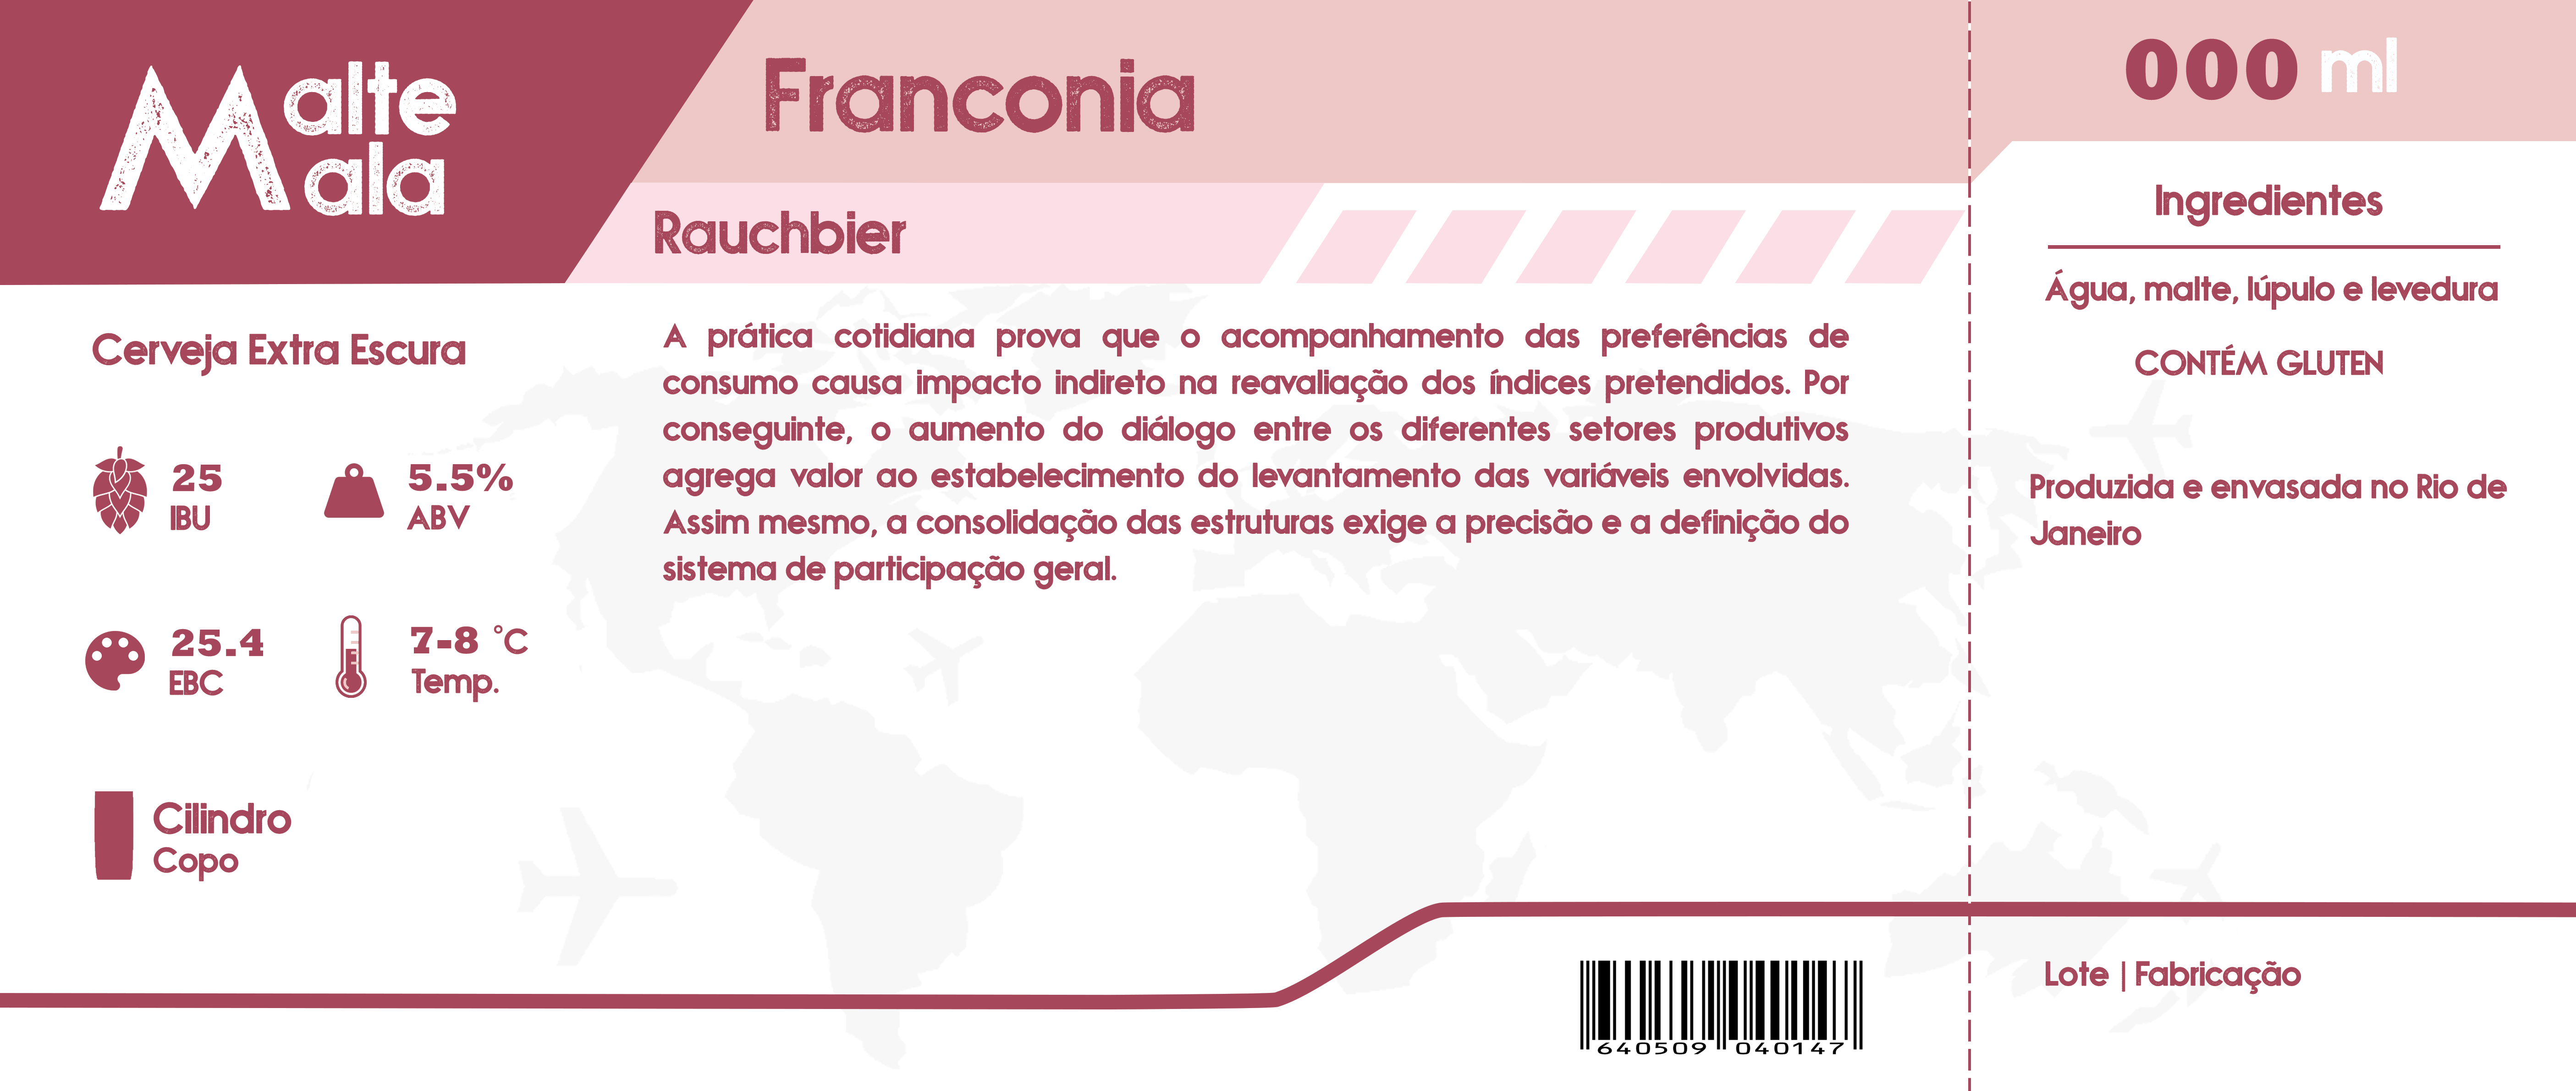 Malte
Mala
Franconia
Rauchbier
Cerveja Extra Escura
25
IBU
5.5%
ABV
25.4
EBC
7-8 °C
Temp.
Cilindro
Copo
A prática cotidiana prova que o acompanhamento das preferências de
consumo causa impacto indireto na reavaliação dos índices pretendidos. Por
conseguinte, o aumento do diálogo entre os diferentes setores produtivos
agrega valor ao estabelecimento do levantamento das variáveis envolvidas.
Assim mesmo, a consolidação das estruturas exige a precisão e a definição do
sistema de participação geral.
640509 040147
000 ml
Ingredientes
Água, malte, lúpulo e levedura
CONTÉM GLUTEN
Produzida e envasada no Rio de
Janeiro
Lote | Fabricação